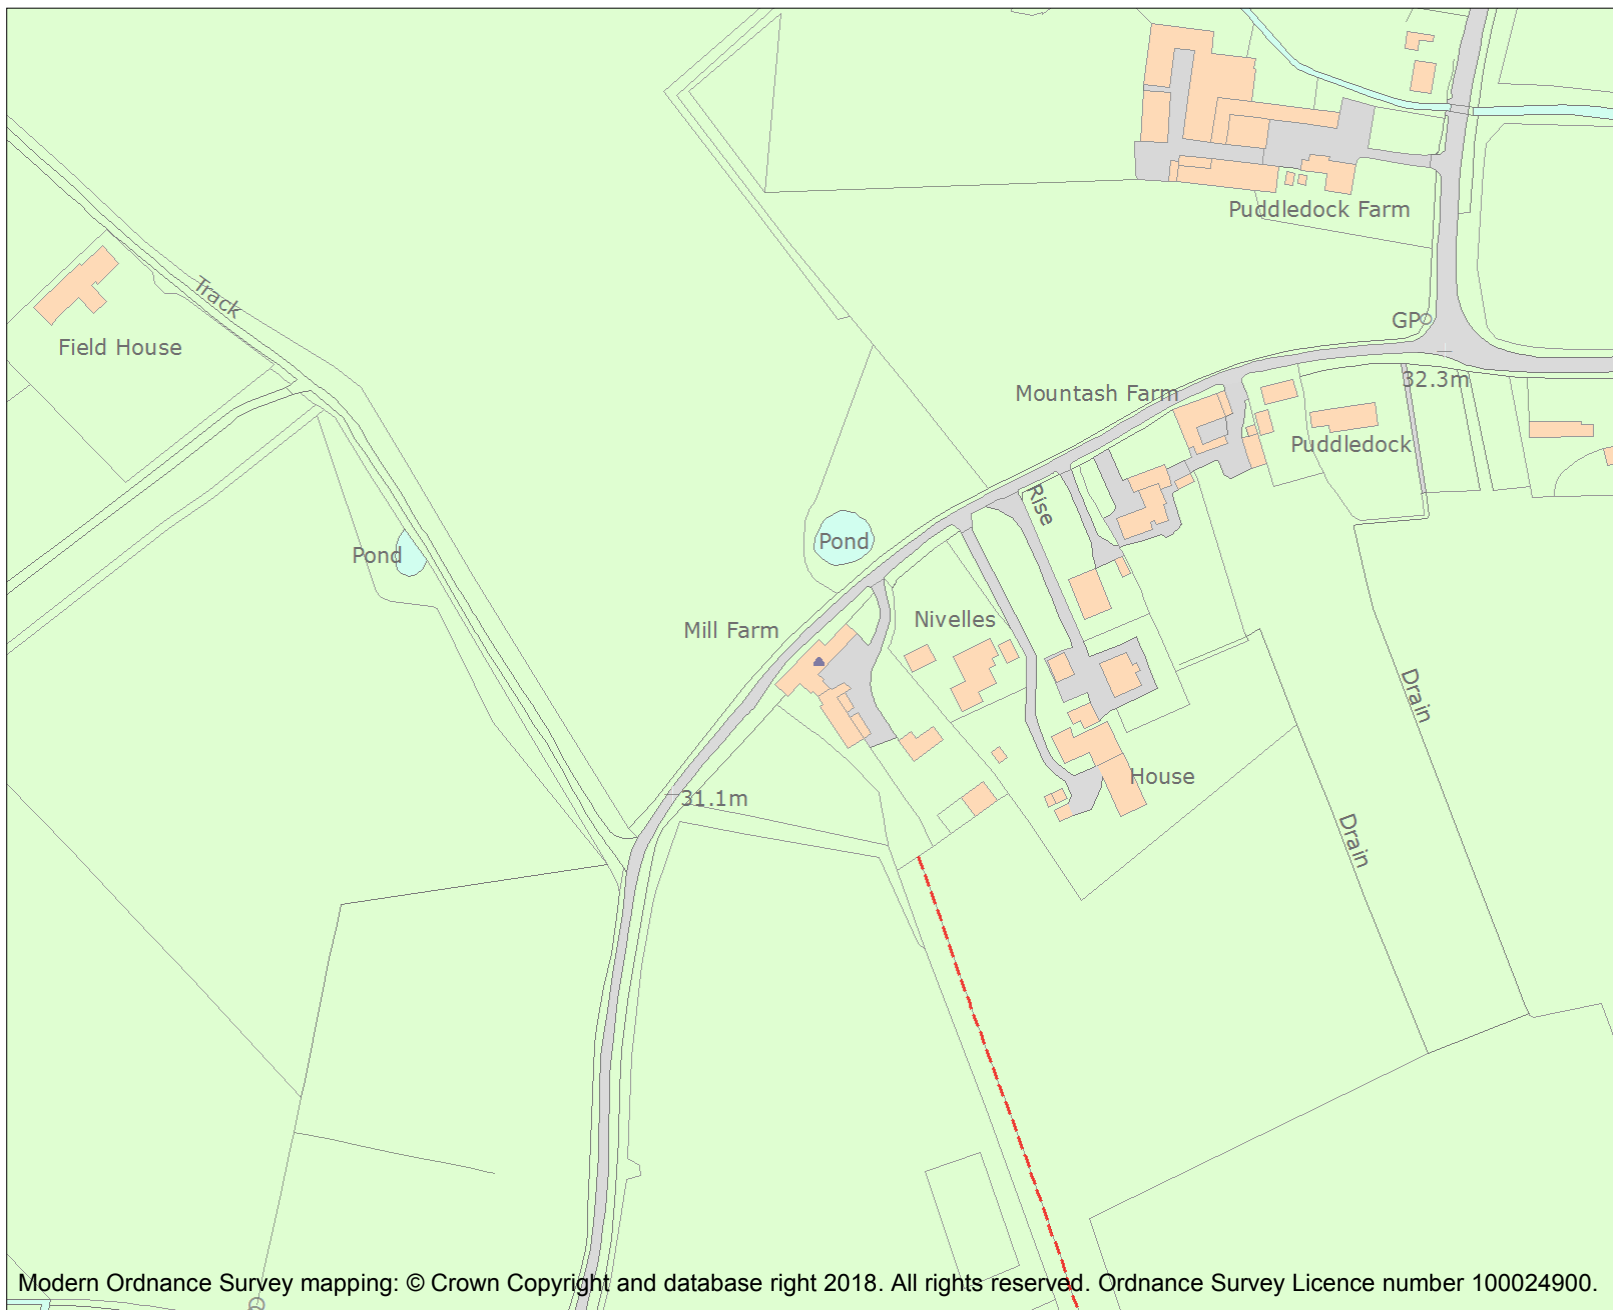 Puddledock Farm
Track
GP
Field House
32.3m
Mountash Farm
Puddledock
Rise
Pond
Pond
Nivelles
Mill Farm
Drain
House
31.1m
Drain
Modern Ordnance Survey mapping: © Crown Copyright and database right 2018. All rights reserved. Ordnance Survey Licence number 100024900.